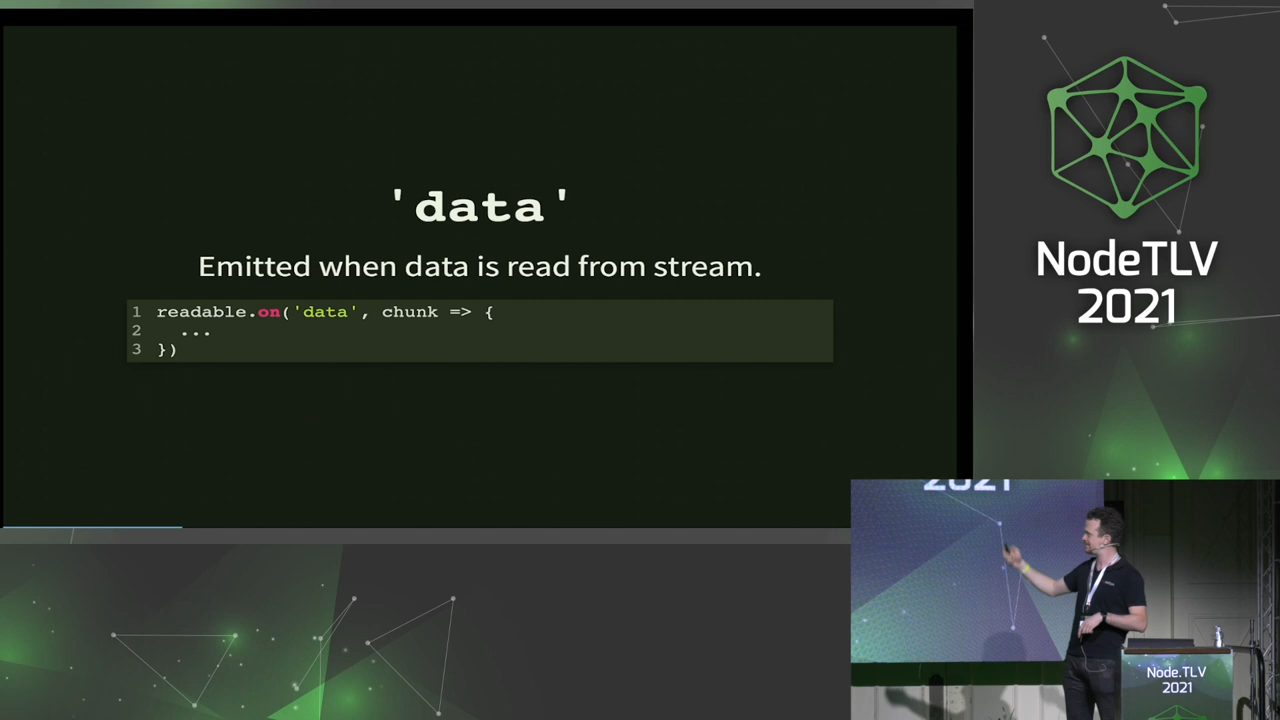 'data'
Emitted when data is read from stream.
1 readable.on('data', chunk => {
2 ...
3 })
NodeTLV
2021
2021
Node.TLV
2021